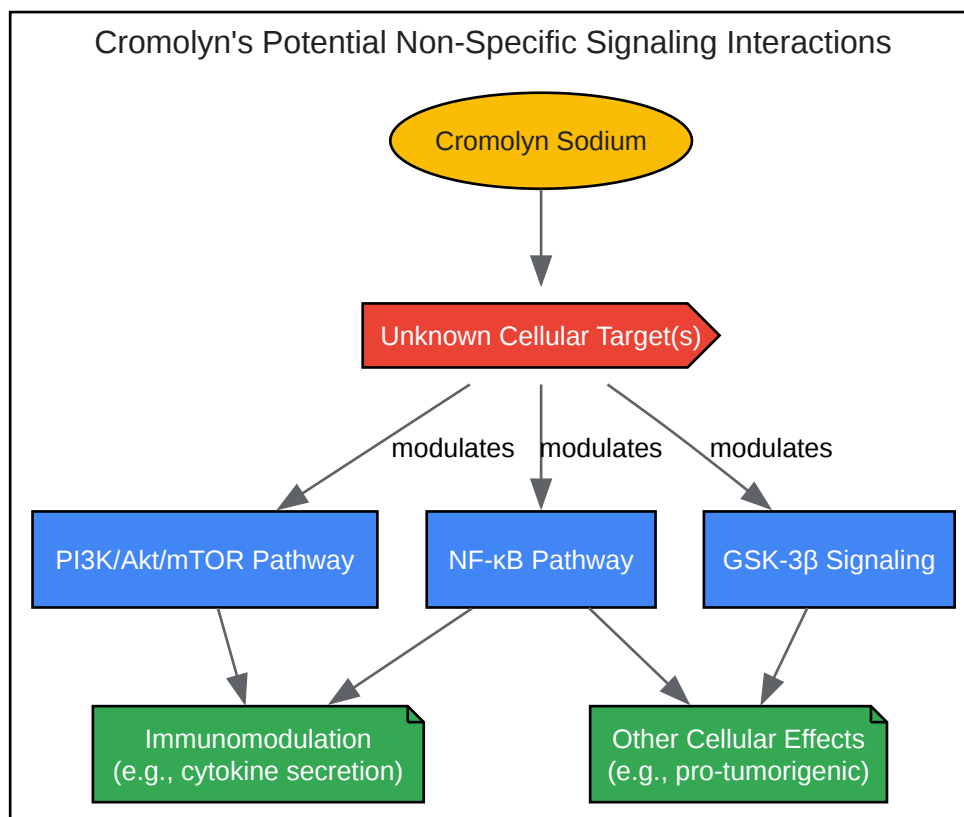 Cromolyn's Potential Non-Specific Signaling Interactions
Cromolyn Sodium
Unknown Cellular Target(s)
modulates
modulates
modulates
PI3K/Akt/mTOR Pathway
NF-κB Pathway
GSK-3β Signaling
Immunomodulation
(e.g., cytokine secretion)
Other Cellular Effects
(e.g., pro-tumorigenic)